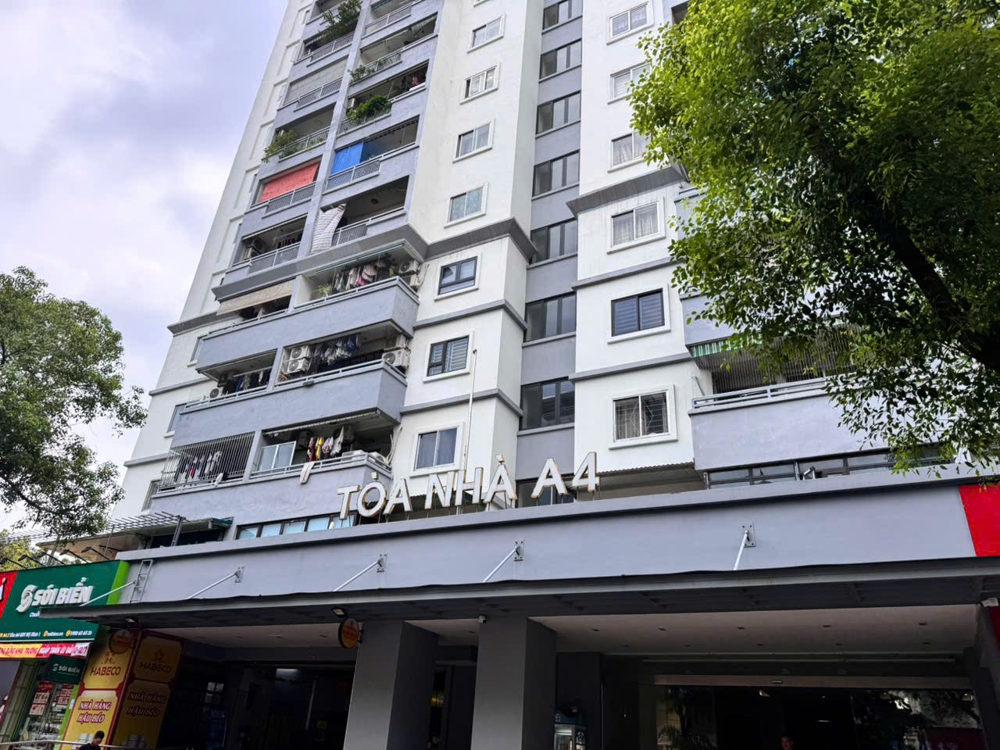 TÒA NHÀ A4
SÓI BIỂN
SÓI BIỂN
HABECO
NHÀ HÀNG
HẬU BÉO
HABECO
NHÀ HÀNG
HẬU BÉO